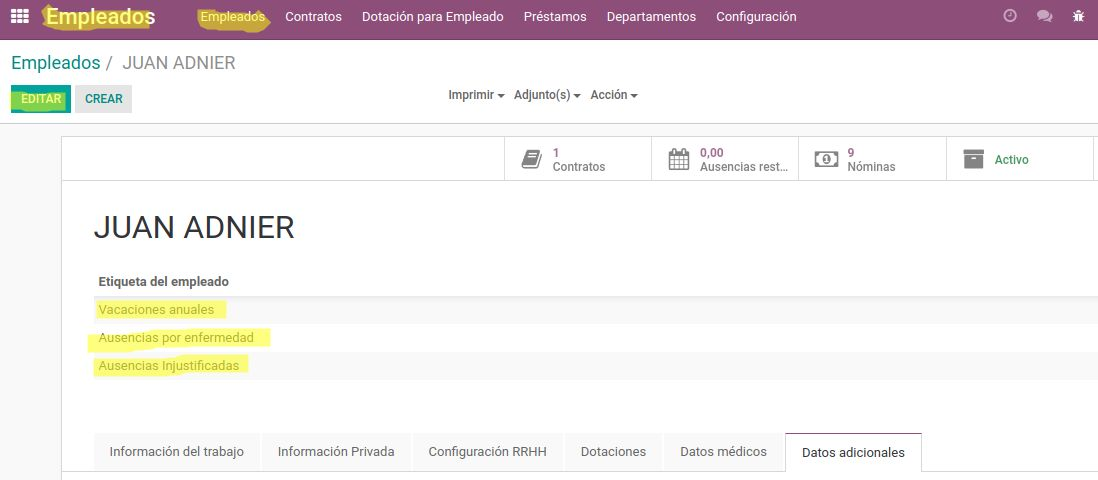 Empleados Empleados Contratos Dotación para Empleado Préstamos Departamentos Configuración
Empleados / JUAN ADNIER
EDITAR CREAR Imprimir Adjunto(s) Acción
1 Contratos
0,00 Ausencias rest...
9 Nóminas
Activo
JUAN ADNIER
Etiqueta del empleado
Vacaciones anuales
Ausencias por enfermedad
Ausencias Injustificadas
Información del trabajo Información Privada Configuración RRHH Dotaciones Datos médicos Datos adicionales